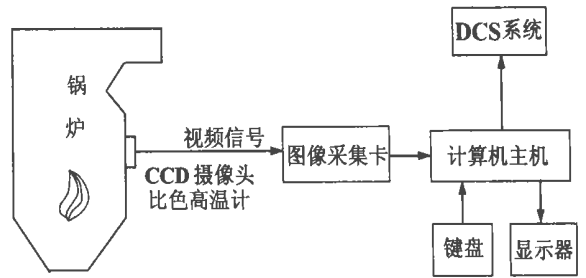 DCS系统
锅
炉
视频信号
CCD摄像头
比色高温计
图像采集卡
计算机主机
键盘
显示器